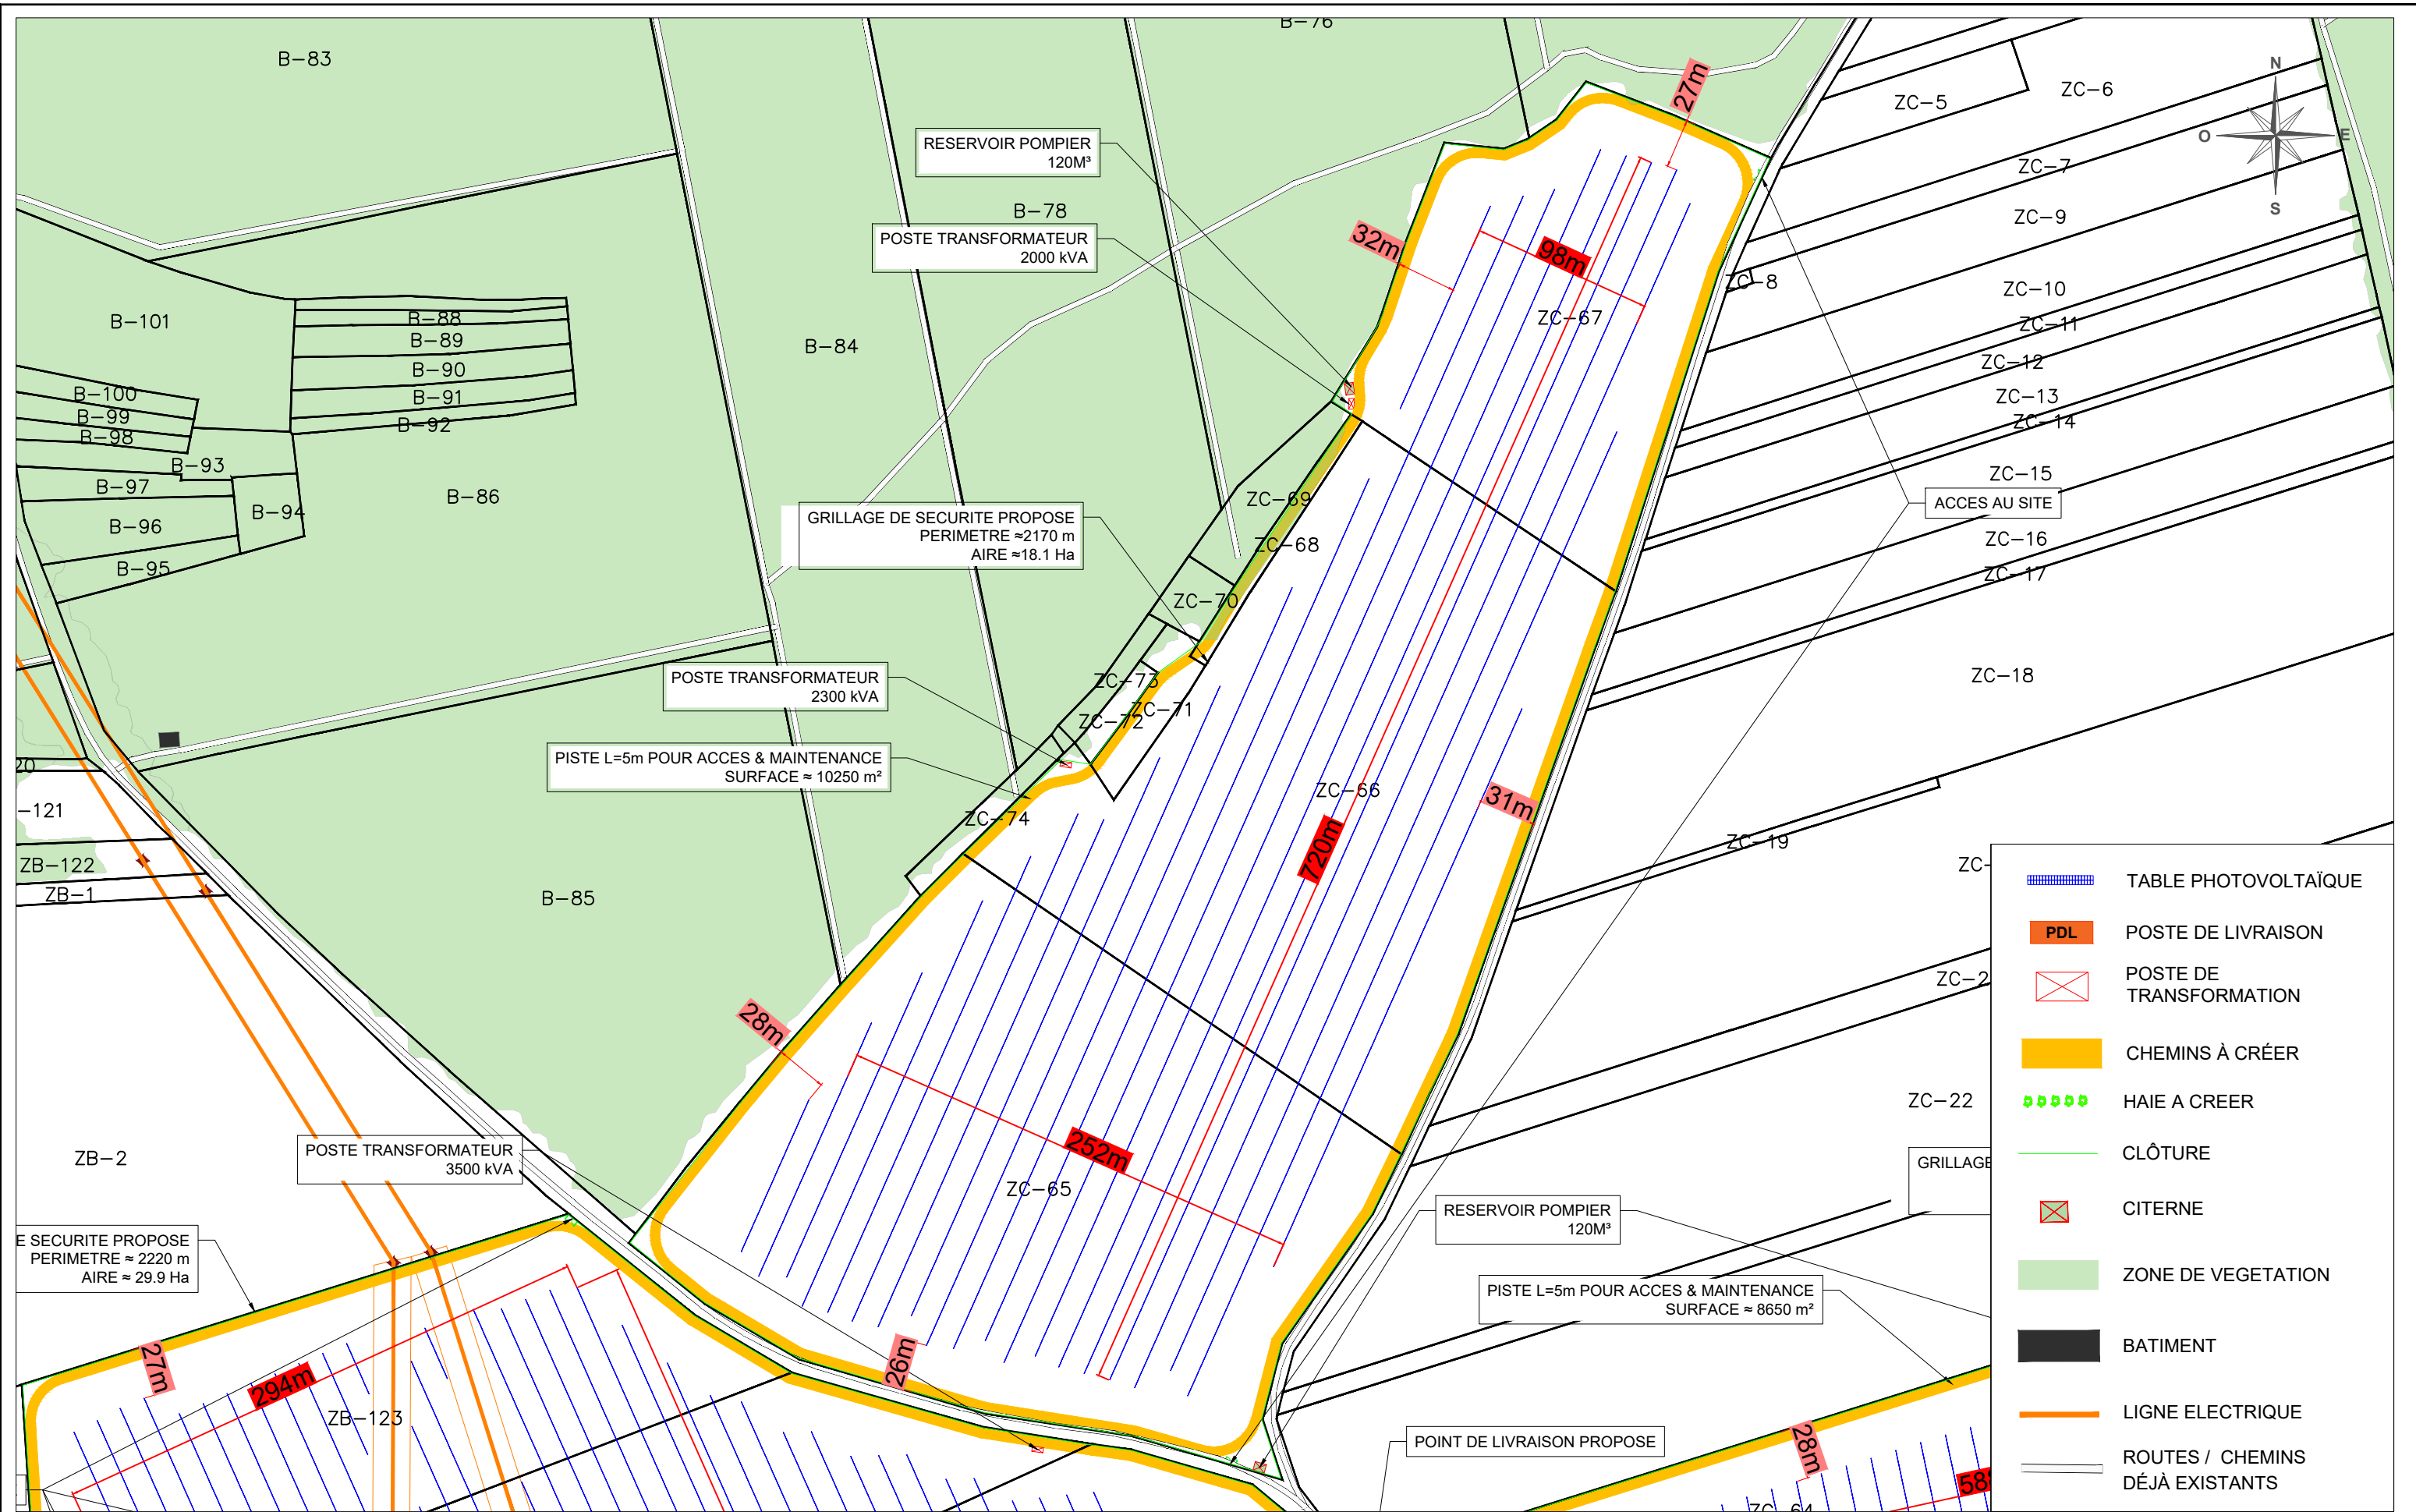 B-76
B-83
27m
N
ZC-5
ZC-6
O
E
RESERVOIR POMPIER
120M³
ZC-7
B-78
S
ZC-9
POSTE TRANSFORMATEUR
2000 kVA
32m
98m
ZC-8
ZC-10
B-101
B-88
ZC-67
ZC-11
B-89
B-84
ZC-12
B-90
B-100
B-91
ZC-13
B-99
B-92
ZC-14
B-98
B-93
ZC-15
B-97
B-86
ZC-69
ACCES AU SITE
B-96
B-94
GRILLAGE DE SECURITE PROPOSE
PERIMETRE ≈2170 m
AIRE ≈18.1 Ha
ZC-68
ZC-16
B-95
ZC-17
ZC-70
POSTE TRANSFORMATEUR
2300 kVA
ZC-73
ZC-18
ZC-71
ZC-72
PISTE L=5m POUR ACCES & MAINTENANCE
SURFACE ≈ 10250 m²
20
-121
ZC-66
31m
ZC-74
720m
ZC-19
ZB-122
ZC-
ZB-1
B-85
ZC-2
28m
ZC-22
252m
POSTE TRANSFORMATEUR
3500 kVA
ZB-2
ZC-65
GRILLAGE
RESERVOIR POMPIER
120M³
E SECURITE PROPOSE
PERIMETRE ≈ 2220 m
AIRE ≈ 29.9 Ha
PISTE L=5m POUR ACCES & MAINTENANCE
SURFACE ≈ 8650 m²
27m
294m
26m
ZB-123
POINT DE LIVRAISON PROPOSE
28m
58
ZC-64
TABLE PHOTOVOLTAÏQUE
PDL
POSTE DE LIVRAISON
POSTE DE
TRANSFORMATION
CHEMINS À CRÉER
HAIE A CREER
CLÔTURE
CITERNE
ZONE DE VEGETATION
BATIMENT
LIGNE ELECTRIQUE
ROUTES / CHEMINS
DÉJÀ EXISTANTS